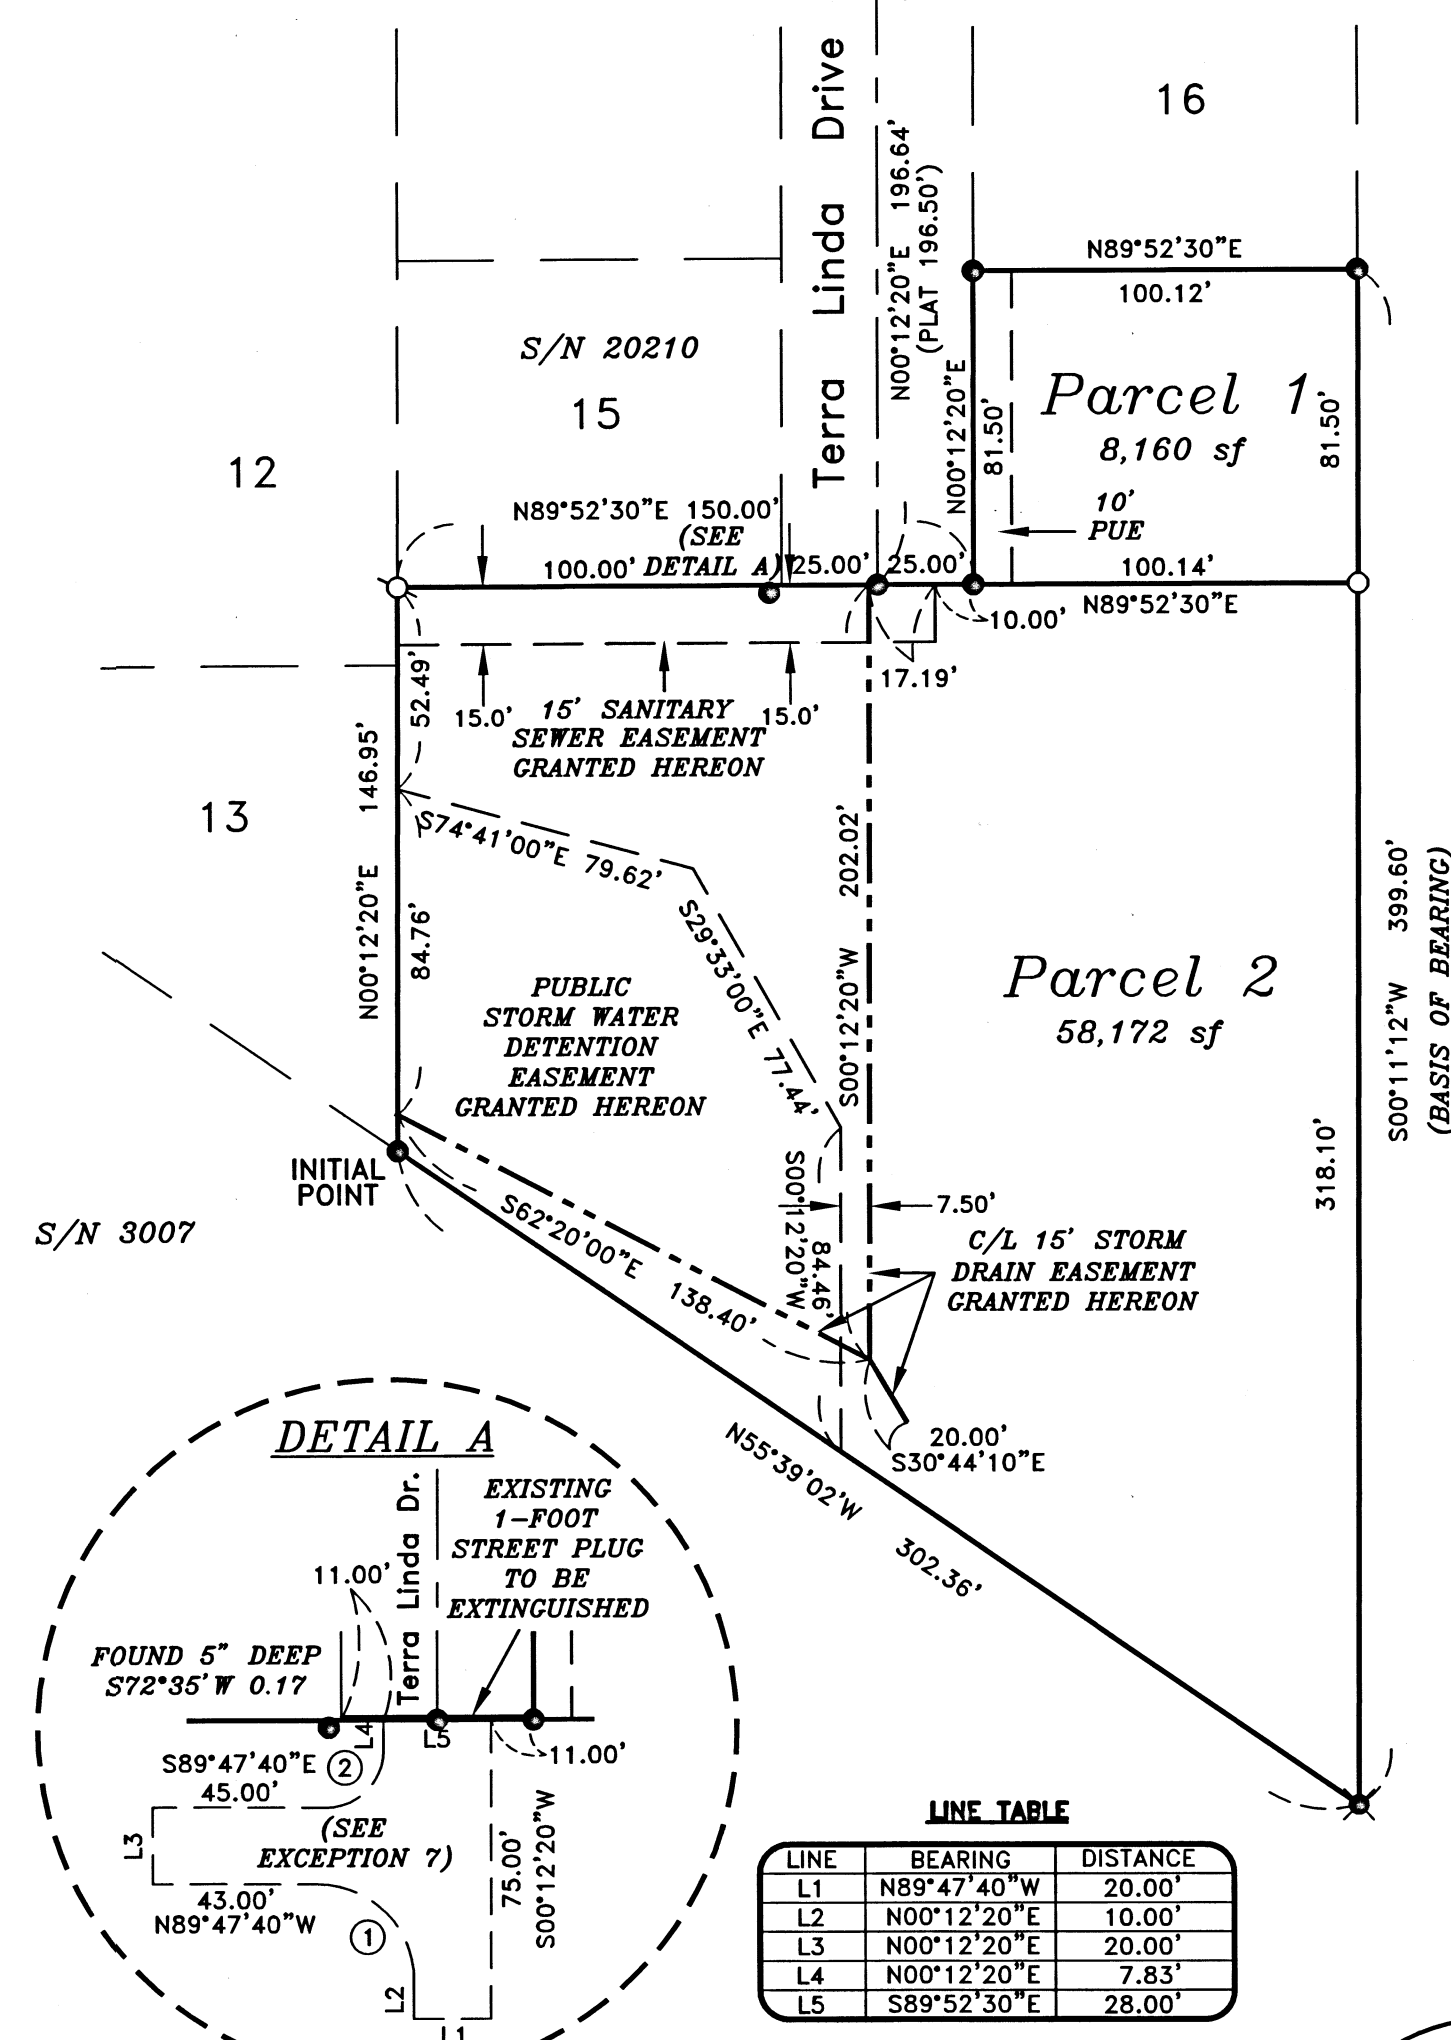 Terra Linda Drive
N00°12'20"E 196.64'
(PLAT 196.50')
16
N89°52'30"E
100.12'
S/N 20210
15
Parcel 1
8,160 sf
N00°12'20"E
81.50'
81.50'
10'
PUE
12
N89°52'30"E 150.00'
(SEE
DETAIL A)
100.00'
25.00'
25.00'
100.14'
N89°52'30"E
10.00'
17.19'
52.49'
15.0'
15' SANITARY
SEWER EASEMENT
GRANTED HEREON
15.0'
146.95'
N00°12'20"E
13
S74°41'00"E 79.62'
84.76'
S29°33'00"E 77.44'
S00°12'20"W 202.02'
PUBLIC
STORM WATER
DETENTION
EASEMENT
GRANTED HEREON
Parcel 2
58,172 sf
S00°11'12"W 399.60'
(BASIS OF BEARING)
318.10'
INITIAL
POINT
S/N 3007
S62°20'00"E 138.40'
S00°12'20"W
84.46'
7.50'
C/L 15' STORM
DRAIN EASEMENT
GRANTED HEREON
20.00'
S30°44'10"E
N55°39'02"W 302.36'
DETAIL A
Terra Linda Dr.
EXISTING
1-FOOT
STREET PLUG
TO BE
EXTINGUISHED
11.00'
FOUND 5" DEEP
S72°35'W 0.17
L4
L5
11.00'
S89°47'40"E
45.00'
2
(SEE
EXCEPTION 7)
L3
43.00'
N89°47'40"W
1
75.00'
S00°12'20"W
L2
L1
LINE TABLE
LINE BEARING DISTANCE
L1 N89°47'40"W 20.00'
L2 N00°12'20"E 10.00'
L3 N00°12'20"E 20.00'
L4 N00°12'20"E 7.83'
L5 S89°52'30"E 28.00'